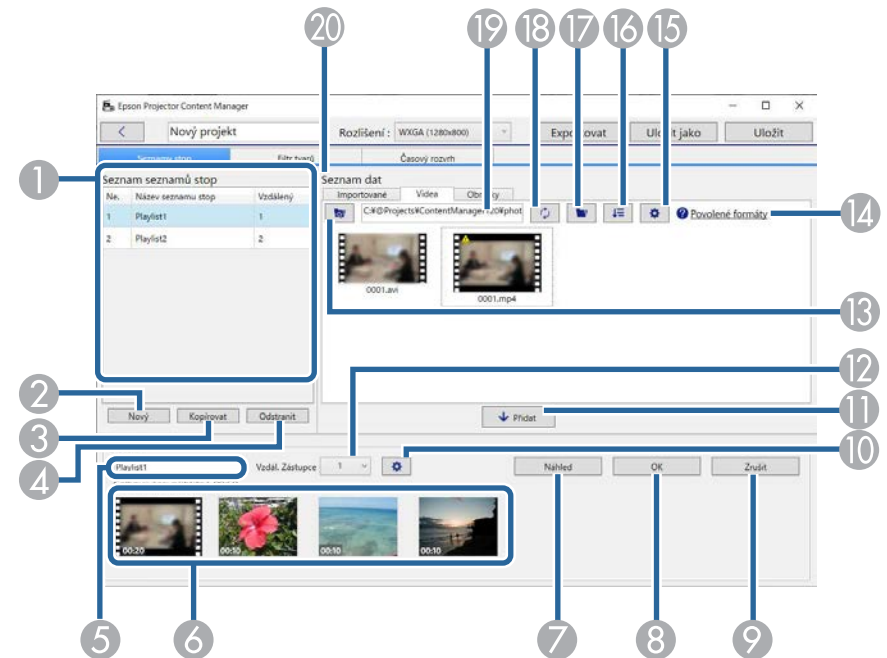 20 19 18 17 16 15
Epson Projector Content Manager
Nový projekt Rozlišení : WXGA (1280x800) Exportovat Uložit jako Uložit
Seznamy stop Filtr tvarů Časový rozvrh
1
Seznam seznamů stop Seznam dat
Ne. Název seznamu stop Vzdálený Importované Videa Obrázky
1 Playlist1 1
2 Playlist2 2
C:¥@Projects¥ContentManager120¥phot
Povolené formáty 14
0001.avi 0001.mp4
13
12
2 Nový Kopírovat Odstranit Přidat 11
3
4
10
5 Playlist1 Vzdál. Zástupce 1 Náhled OK Zrušit
00:20 00:10 00:10 00:10
6 7 8 9